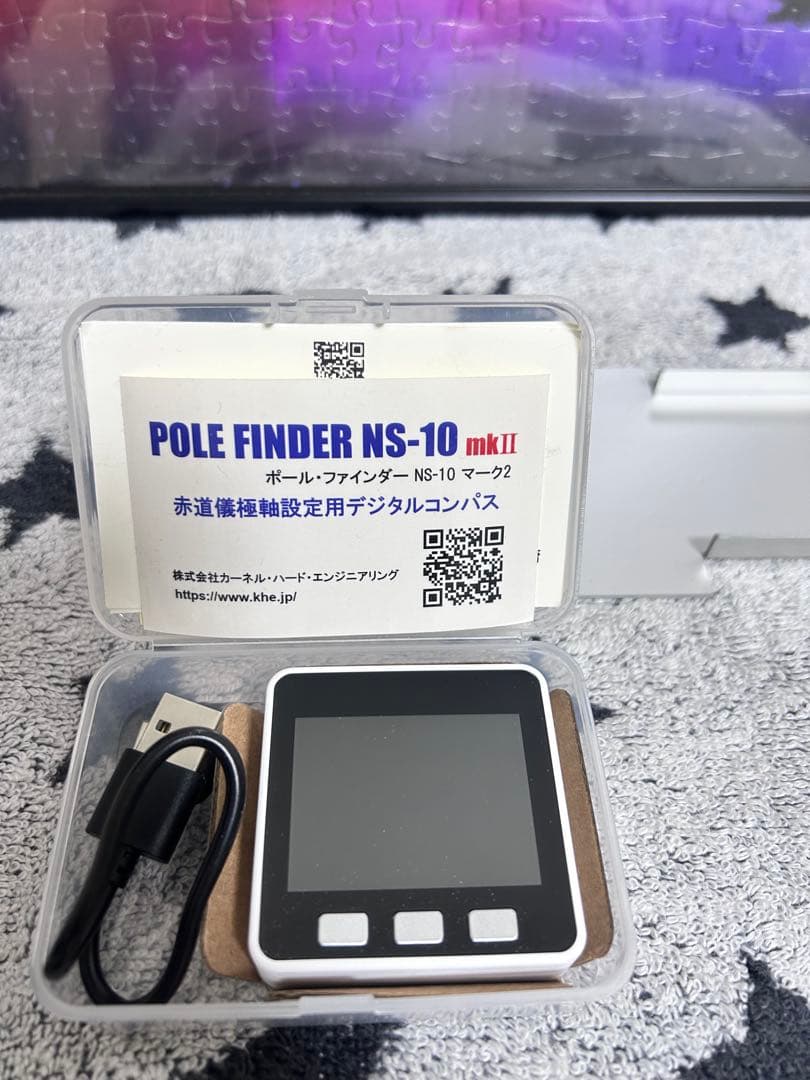 POLE FINDER NS-10 mkII
ポール・ファインダー NS-10 マーク2
赤道儀極軸設定用デジタルコンパス
株式会社カーネル・ハード・エンジニアリング
https://www.khe.jp/